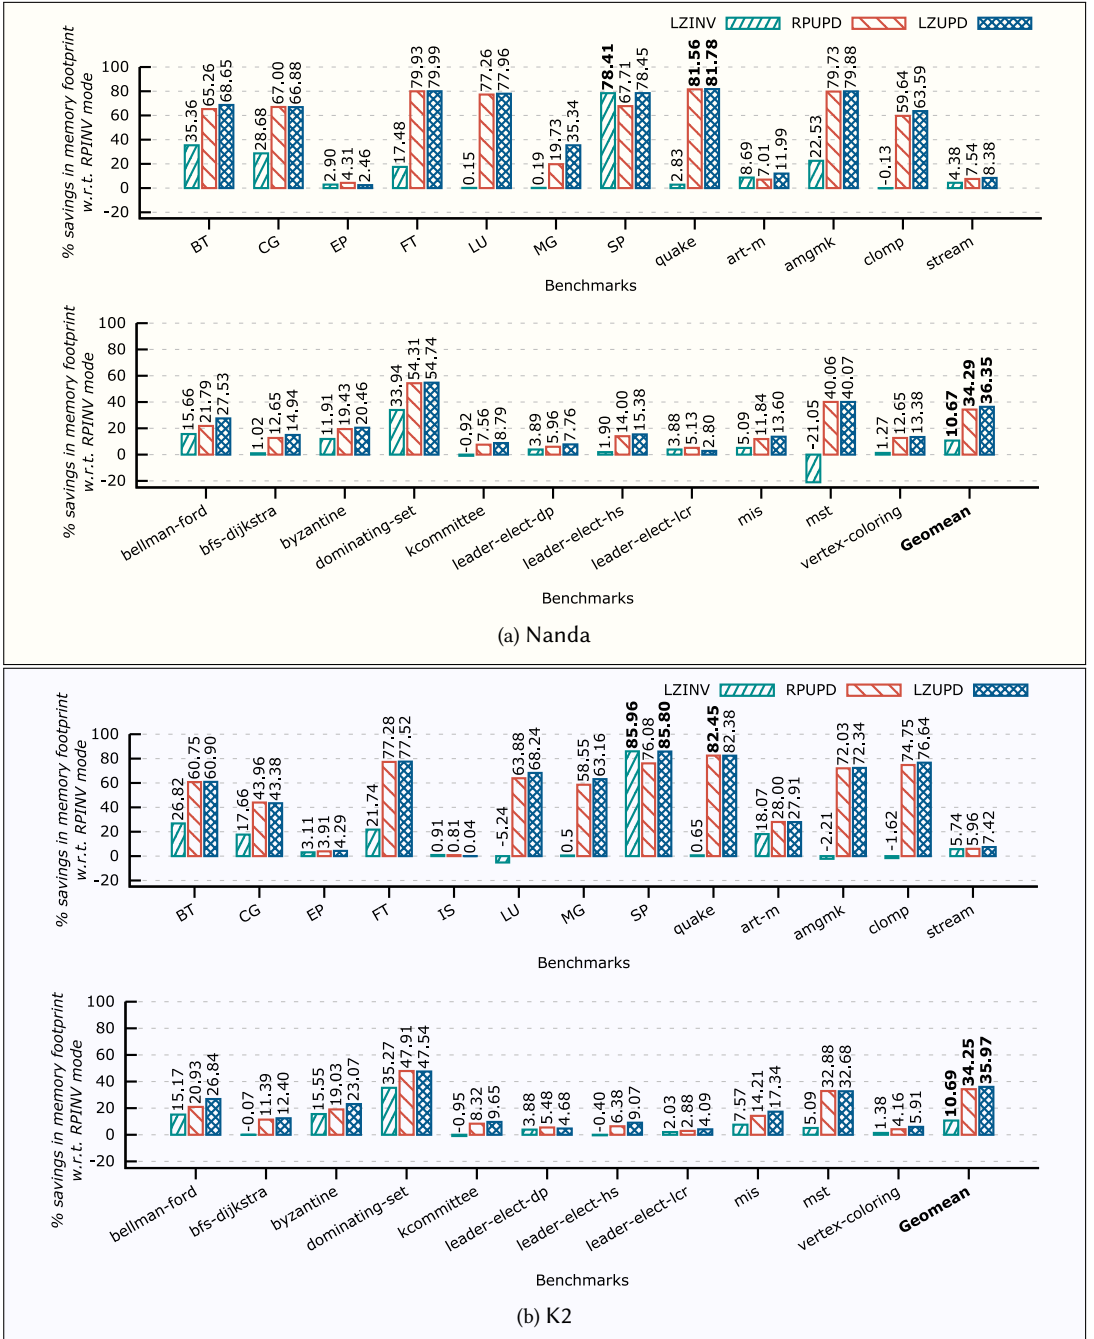 LZINV RPUPD LZUPD
% savings in memory footprint
w.r.t. RPINV mode
100
80
60
40
20
0
-20
35.36 65.26 68.65
28.68 67.00 66.88
2.90 4.31 2.46
17.48 79.93 79.99
0.15 77.26 77.96
0.19 19.73 35.34
78.41 67.71 78.45
2.83 81.56 81.78
8.69 7.01 11.99
22.53 79.73 79.88
-0.13 59.64 63.59
4.38 7.54 8.38
BT CG EP FT LU MG SP quake art-m amgmk clomp stream
Benchmarks
% savings in memory footprint
w.r.t. RPINV mode
100
80
60
40
20
0
-20
15.66 21.79 27.53
1.02 12.65 14.94
11.91 19.43 20.46
33.94 54.31 54.74
-0.92 7.56 8.79
3.89 5.96 7.76
1.90 14.00 15.38
3.88 5.13 2.80
5.09 11.84 13.60
-21.05 40.06 40.07
1.27 12.65 13.38
10.67 34.29 36.35
bellman-ford bfs-dijkstra byzantine dominating-set kcommittee leader-elect-dp leader-elect-hs leader-elect-lcr mis mst vertex-coloring Geomean
Benchmarks
(a) Nanda
LZINV RPUPD LZUPD
% savings in memory footprint
w.r.t. RPINV mode
100
80
60
40
20
0
-20
26.82 60.75 60.90
17.66 43.96 43.38
3.11 3.91 4.29
21.74 77.28 77.52
0.91 0.81 0.04
-5.24 63.88 68.24
0.5 58.55 63.16
85.96 76.08 85.80
0.65 82.45 82.38
18.07 28.00 27.91
-2.21 72.03 72.34
-1.62 74.75 76.64
5.74 5.96 7.42
BT CG EP FT IS LU MG SP quake art-m amgmk clomp stream
Benchmarks
% savings in memory footprint
w.r.t. RPINV mode
100
80
60
40
20
0
-20
15.17 20.93 26.84
-0.07 11.39 12.40
15.55 19.03 23.07
35.27 47.91 47.54
-0.95 8.32 9.65
3.88 5.48 4.68
-0.40 6.38 9.07
2.03 2.88 4.09
7.57 14.21 17.34
5.09 32.88 32.68
1.38 4.16 5.91
10.69 34.25 35.97
bellman-ford bfs-dijkstra byzantine dominating-set kcommittee leader-elect-dp leader-elect-hs leader-elect-lcr mis mst vertex-coloring Geomean
Benchmarks
(b) K2